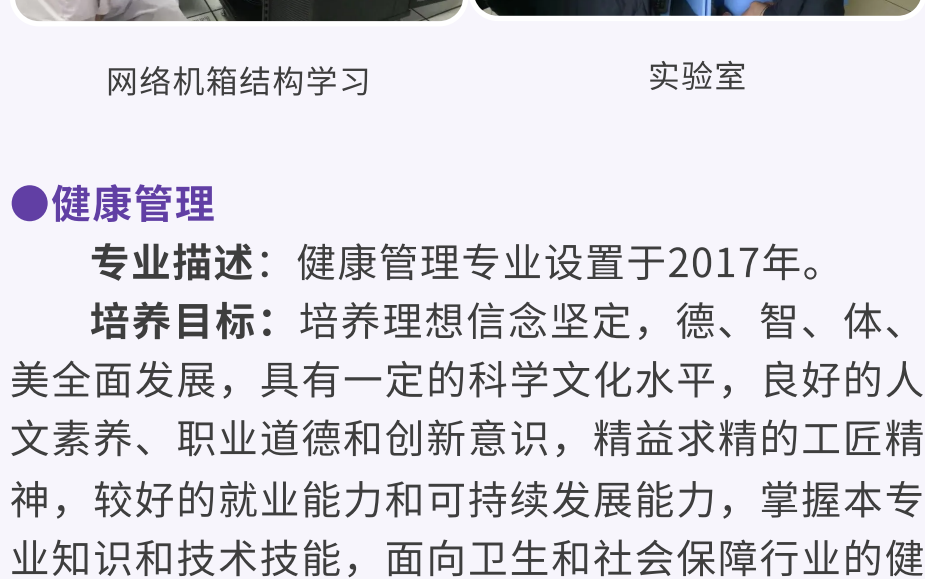 网络机箱结构学习
实验室
●健康管理
专业描述：健康管理专业设置于2017年。
培养目标：培养理想信念坚定，德、智、体、
美全面发展，具有一定的科学文化水平，良好的人
文素养、职业道德和创新意识，精益求精的工匠精
神，较好的就业能力和可持续发展能力，掌握本专
业知识和技术技能，面向卫生和社会保障行业的健